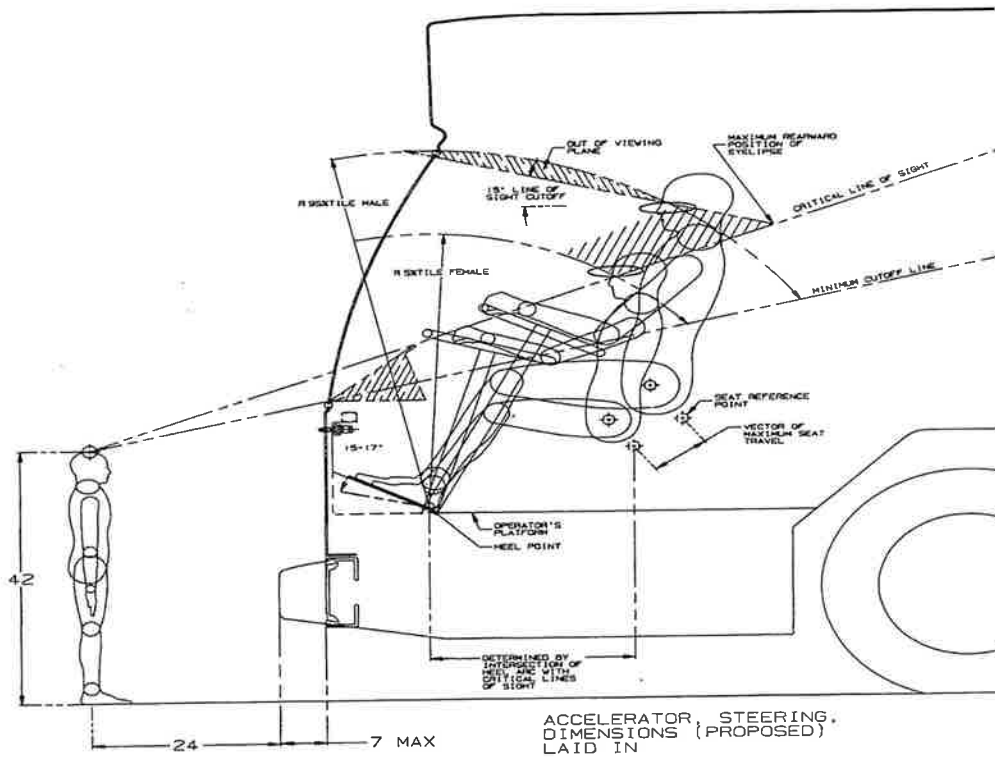 OUT OF VIEWING
PLANE
MAXIMUM REARWARD
POSITION OF
EYELIPSE
15° LINE OF
SIGHT CUTOFF
CRITICAL LINE OF SIGHT
R 95%TILE MALE
R 5%TILE FEMALE
MINIMUM CUTOFF LINE
SEAT REFERENCE
POINT
VECTOR OF
MAXIMUM SEAT
TRAVEL
15-17°
OPERATOR'S
PLATFORM
HEEL POINT
42
DETERMINED BY
INTERSECTION OF
HEEL ARC WITH
CRITICAL LINES
OF SIGHT
24
7 MAX
ACCELERATOR, STEERING,
DIMENSIONS (PROPOSED)
LAID IN